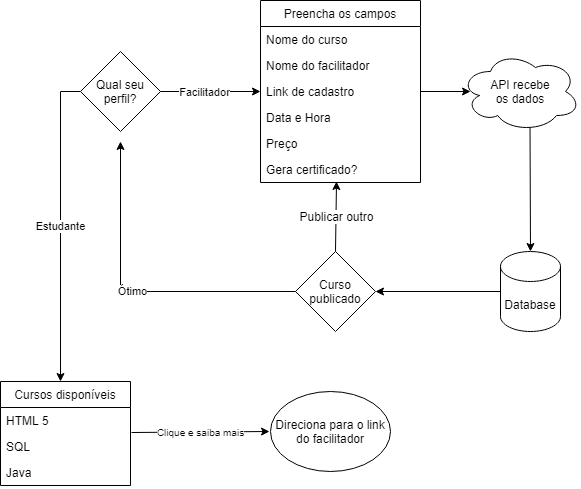 Preencha os campos
Nome do curso
Nome do facilitador
Link de cadastro
Data e Hora
Preço
Gera certificado?
Qual seu
perfil?
Facilitador
API recebe
os dados
Estudante
Publicar outro
Curso
publicado
Ótimo
Database
Cursos disponíveis
HTML 5
SQL
Java
Clique e saiba mais
Direciona para o link
do facilitador